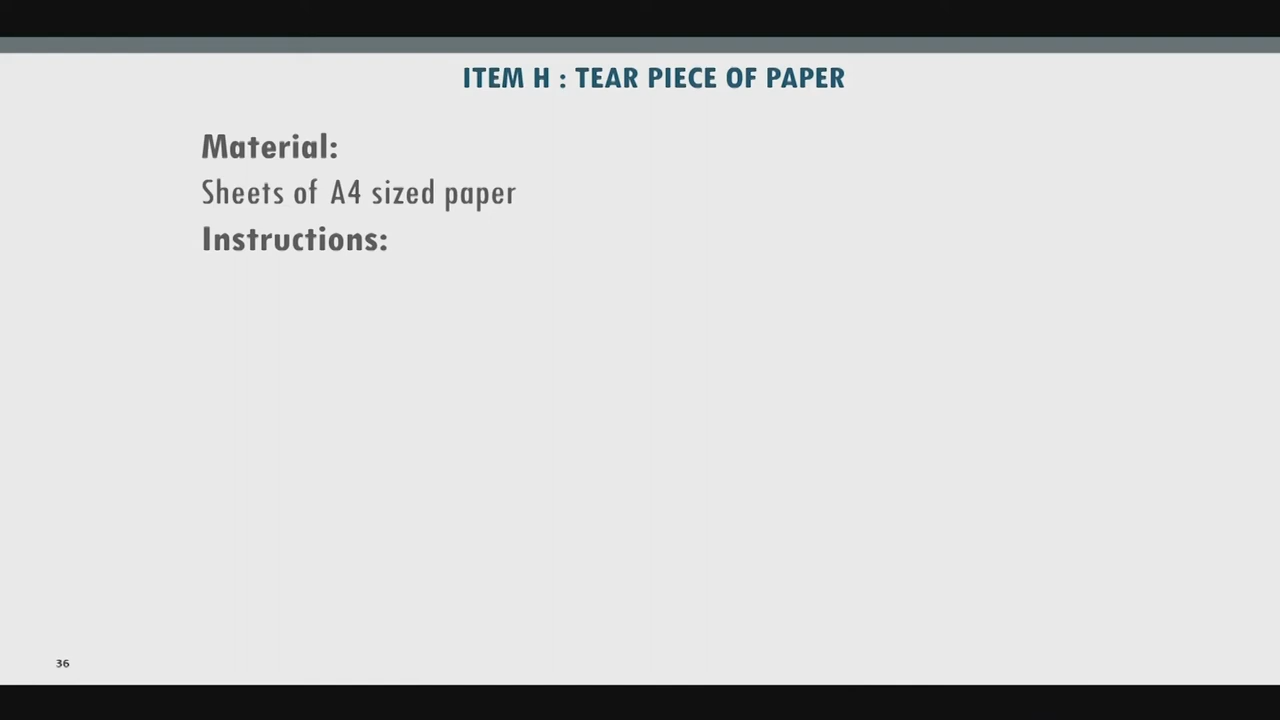 ITEM H : TEAR PIECE OF PAPER
Material:
Sheets of A4 sized paper
Instructions:
36